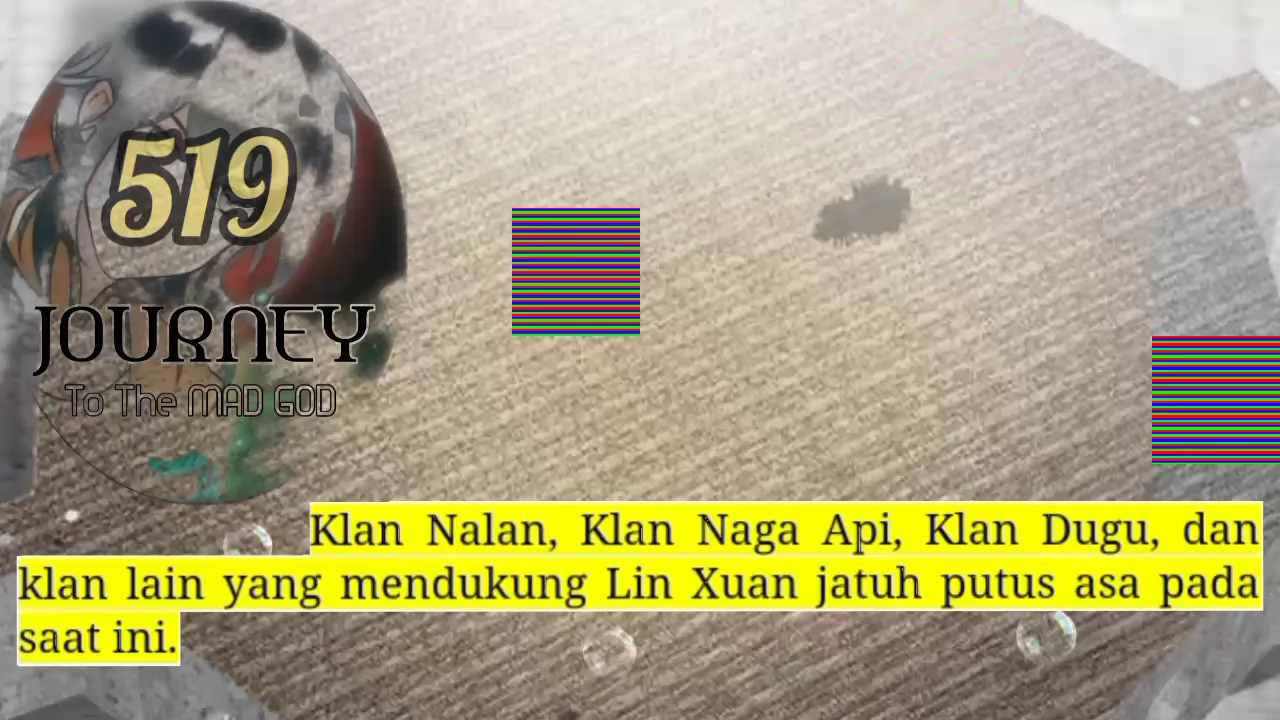 519
JOURNEY
To The MAD GOD
Klan Nalan, Klan Naga Api, Klan Dugu, dan
klan lain yang mendukung Lin Xuan jatuh putus asa pada
saat ini.